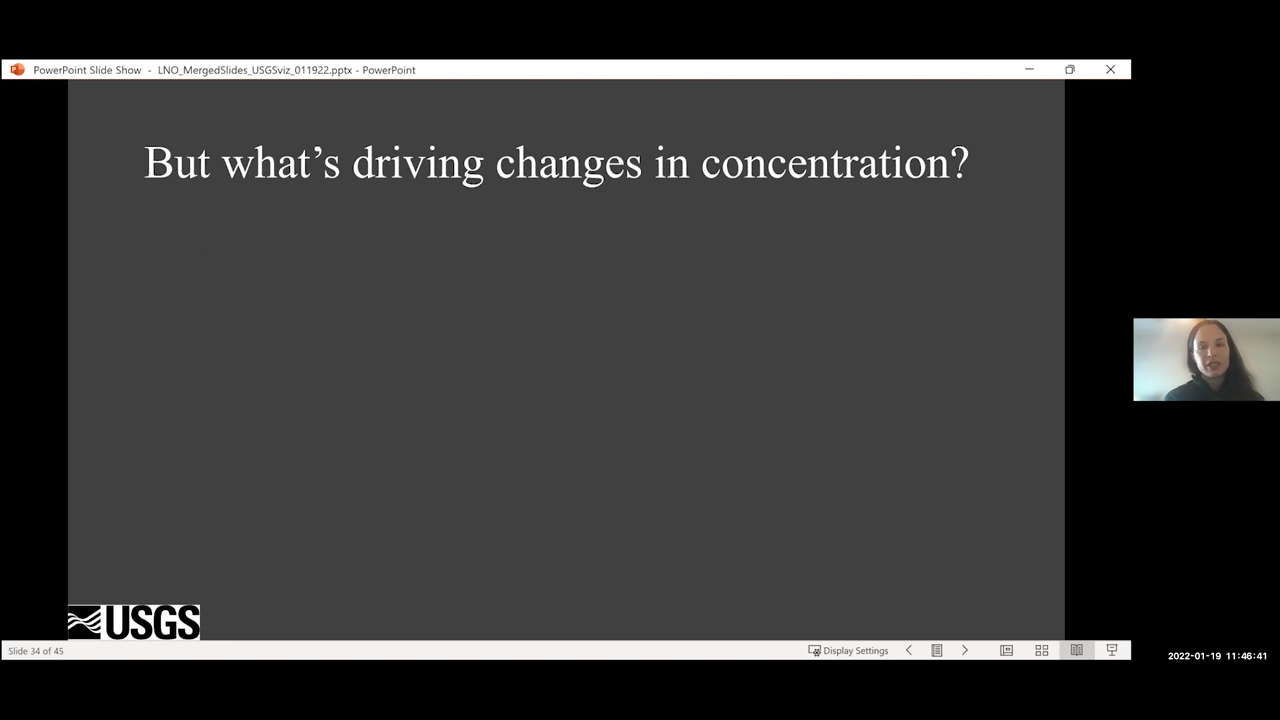 PowerPoint Slide Show - LNO_MergedSlides_USGSviz_011922.pptx - PowerPoint
But what's driving changes in concentration?
USGS
Slide 34 of 45
Display Settings
2022-01-19 11:46:41